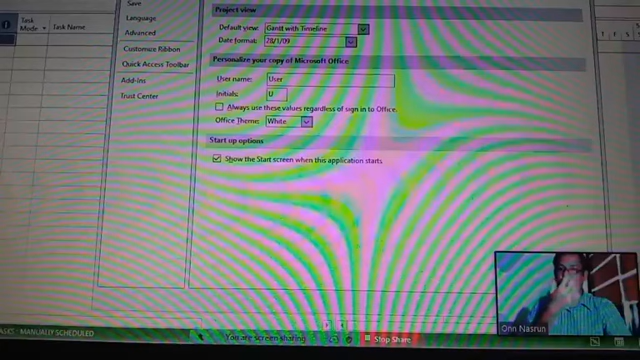 Save
Language
Advanced
Customize Ribbon
Quick Access Toolbar
Add-ins
Trust Center
Task Mode
Task Name
Project view
Default view: Gantt with Timeline
Date format: 28/1/09
Personalize your copy of Microsoft Office
User name: User
Initials: U
Always use these values regardless of sign in to Office.
Office Theme: White
Start up options
Show the Start screen when this application starts
Onn Nasrun
TASKS : MANUALLY SCHEDULED
You are screen sharing
Stop Share